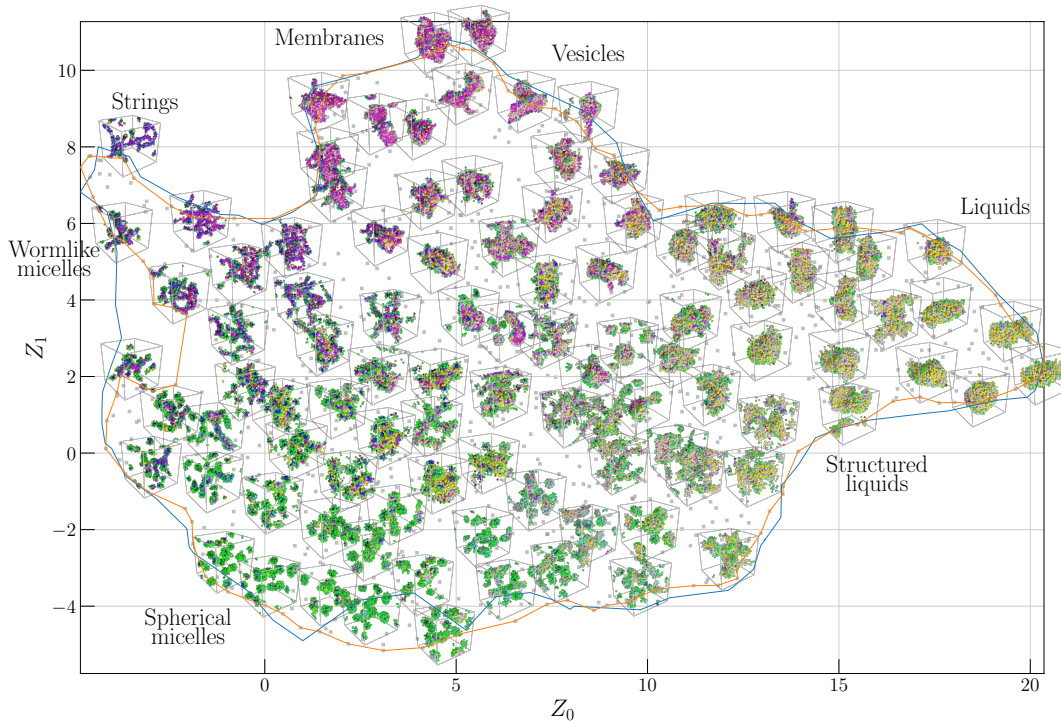 Membranes
Vesicles
Strings
Liquids
Wormlike
micelles
Structured
liquids
Spherical
micelles
10
8
6
4
2
0
−2
−4
Z₁
0
5
10
15
20
Z₀